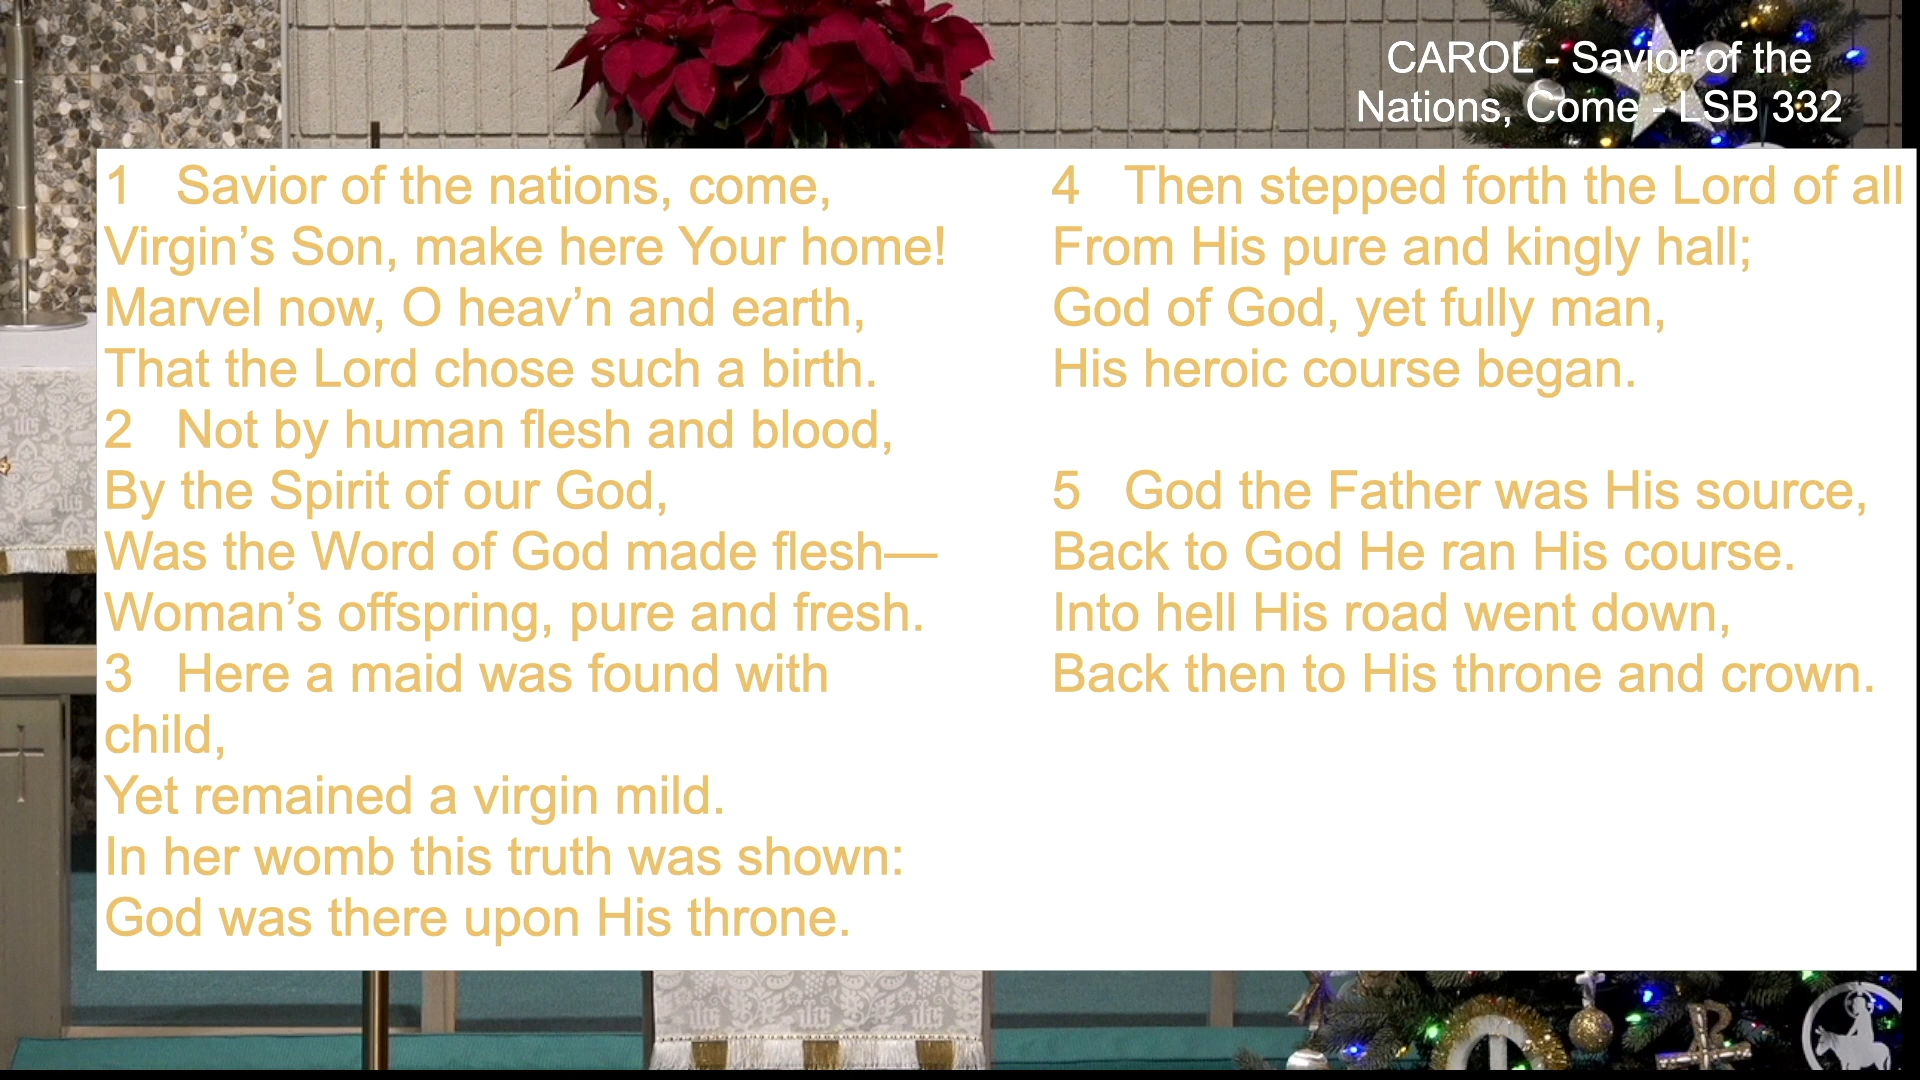 CAROL - Savior of the
Nations, Come - LSB 332
1 Savior of the nations, come,
Virgin’s Son, make here Your home!
Marvel now, O heav’n and earth,
That the Lord chose such a birth.
2 Not by human flesh and blood,
By the Spirit of our God,
Was the Word of God made flesh—
Woman’s offspring, pure and fresh.
3 Here a maid was found with
child,
Yet remained a virgin mild.
In her womb this truth was shown:
God was there upon His throne.
4 Then stepped forth the Lord of all
From His pure and kingly hall;
God of God, yet fully man,
His heroic course began.
5 God the Father was His source,
Back to God He ran His course.
Into hell His road went down,
Back then to His throne and crown.